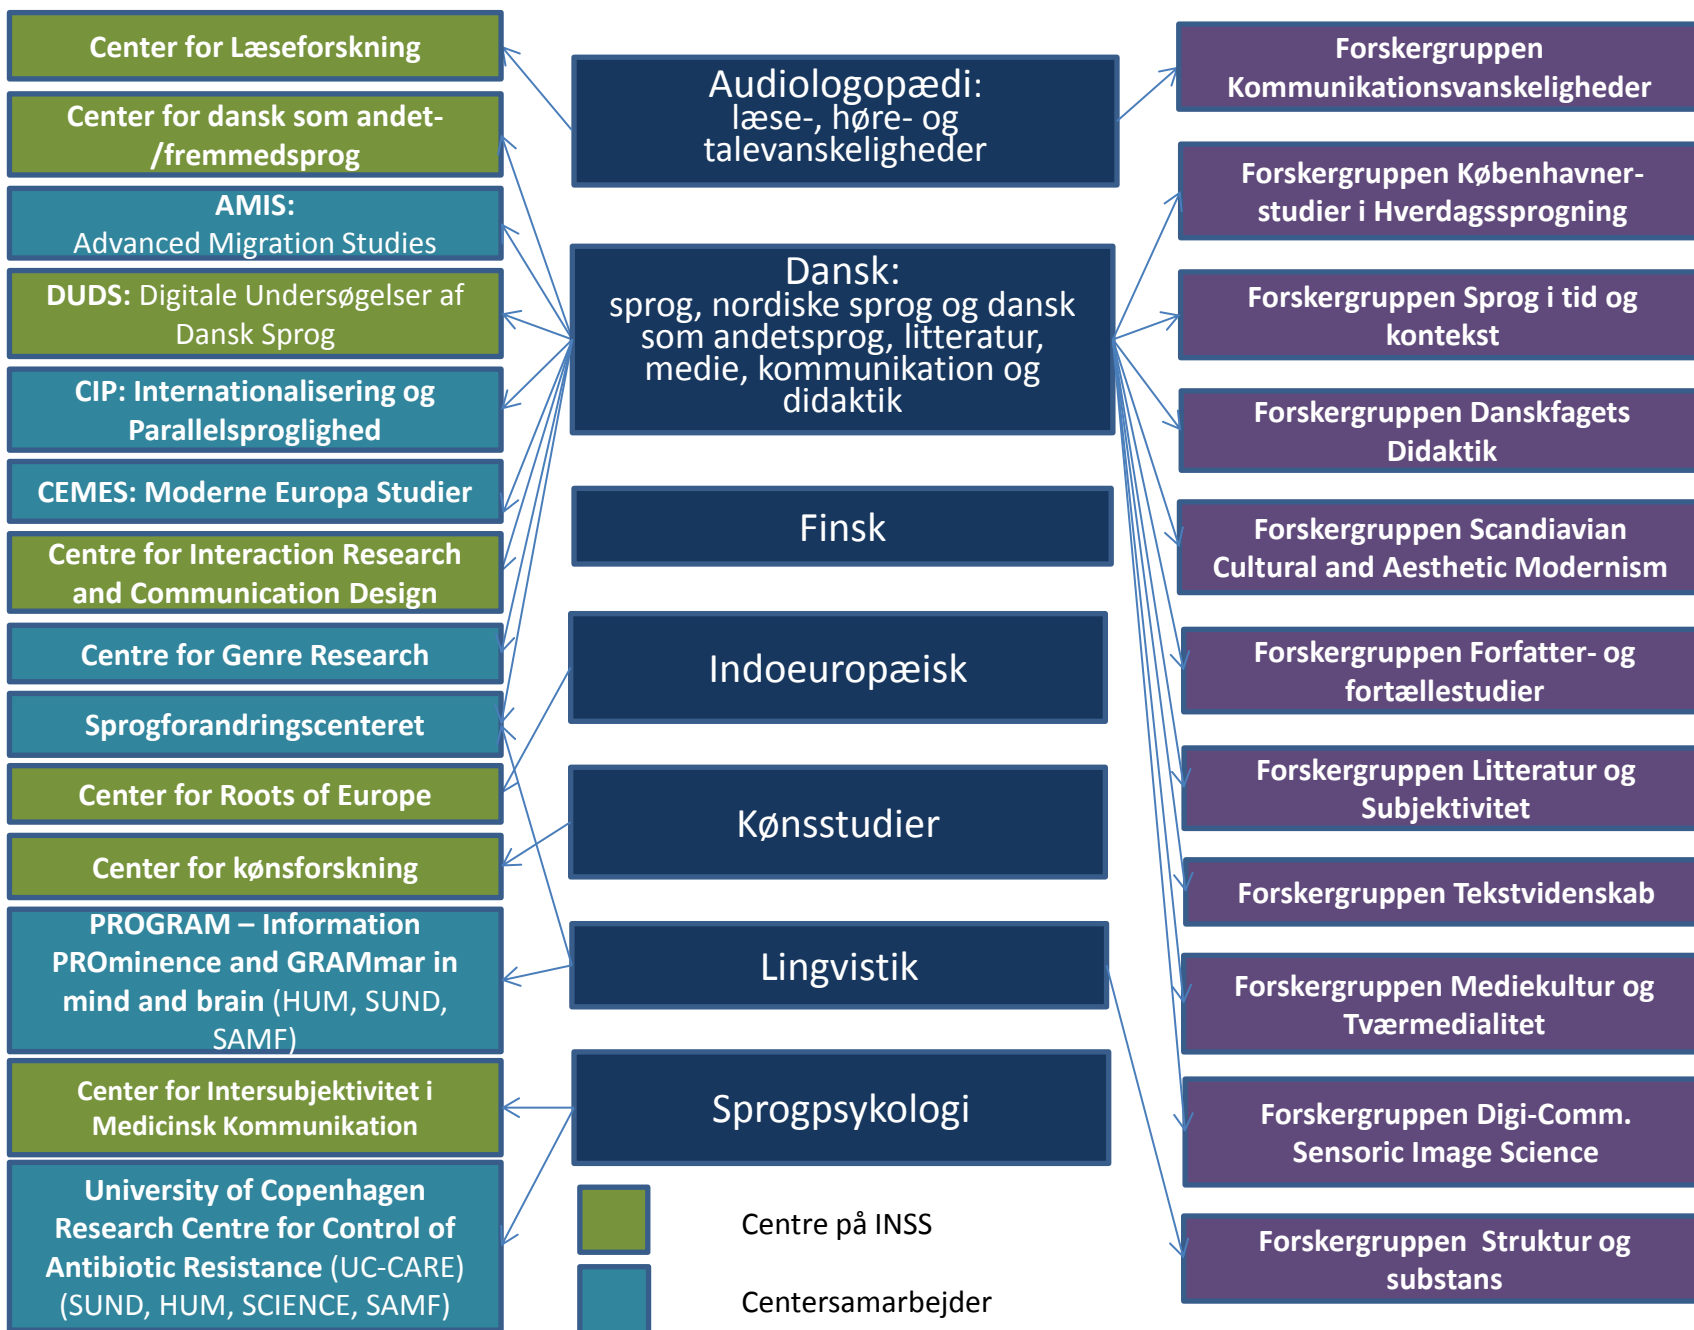 Center for Læseforskning
Center for dansk som andet-
/fremmedsprog
AMIS:
Advanced Migration Studies
DUDS: Digitale Undersøgelser af
Dansk Sprog
CIP: Internationalisering og
Parallelsproglighed
CEMES: Moderne Europa Studier
Centre for Interaction Research
and Communication Design
Centre for Genre Research
Sprogforandringscenteret
Center for Roots of Europe
Center for kønsforskning
PROGRAM – Information
PROminence and GRAMmar in
mind and brain (HUM, SUND,
SAMF)
Center for Intersubjektivitet i
Medicinsk Kommunikation
University of Copenhagen
Research Centre for Control of
Antibiotic Resistance (UC-CARE)
(SUND, HUM, SCIENCE, SAMF)
Audiologopædi:
læse-, høre- og
talevanskeligheder
Dansk:
sprog, nordiske sprog og dansk
som andetsprog, litteratur,
medie, kommunikation og
didaktik
Finsk
Indoeuropæisk
Kønsstudier
Lingvistik
Sprogpsykologi
Centre på INSS
Centersamarbejder
Forskergruppen
Kommunikationsvanskeligheder
Forskergruppen Københavner-
studier i Hverdagssprogning
Forskergruppen Sprog i tid og
kontekst
Forskergruppen Danskfagets
Didaktik
Forskergruppen Scandiavian
Cultural and Aesthetic Modernism
Forskergruppen Forfatter- og
fortællestudier
Forskergruppen Litteratur og
Subjektivitet
Forskergruppen Tekstvidenskab
Forskergruppen Mediekultur og
Tværmedialitet
Forskergruppen Digi-Comm.
Sensoric Image Science
Forskergruppen Struktur og
substans